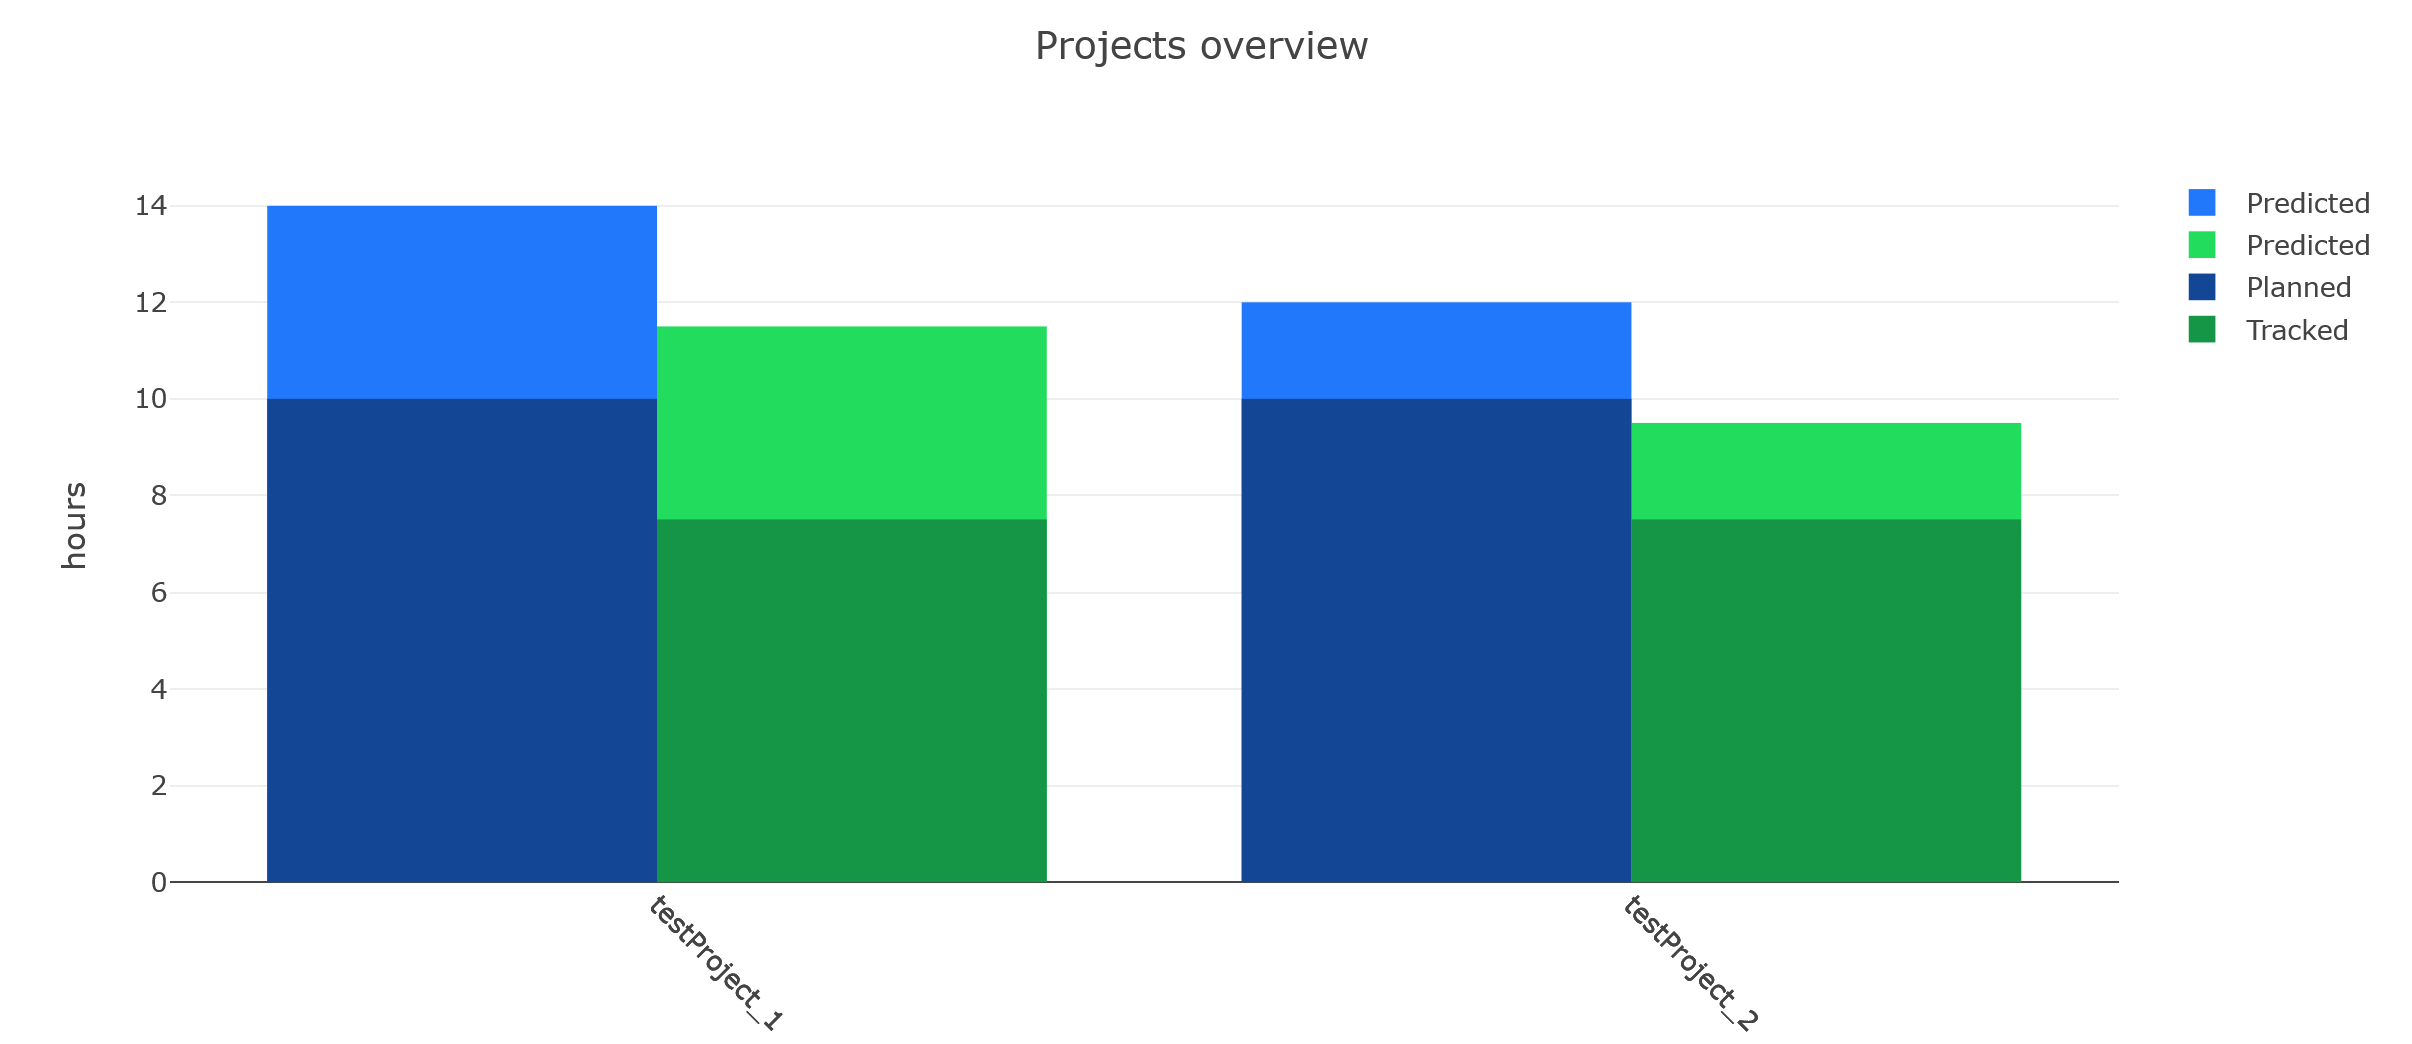 Projects overview
Predicted
Predicted
Planned
Tracked
hours
14
12
10
8
6
4
2
0
testProject_1
testProject_2